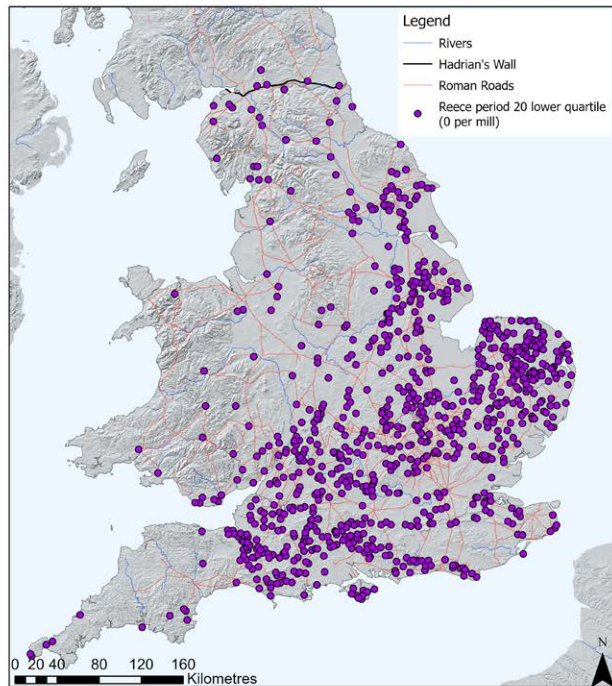 Legend
Rivers
Hadrian's Wall
Roman Roads
Reece period 20 lower quartile
(0 per mill)
N
0 20 40 80 120 160
Kilometres